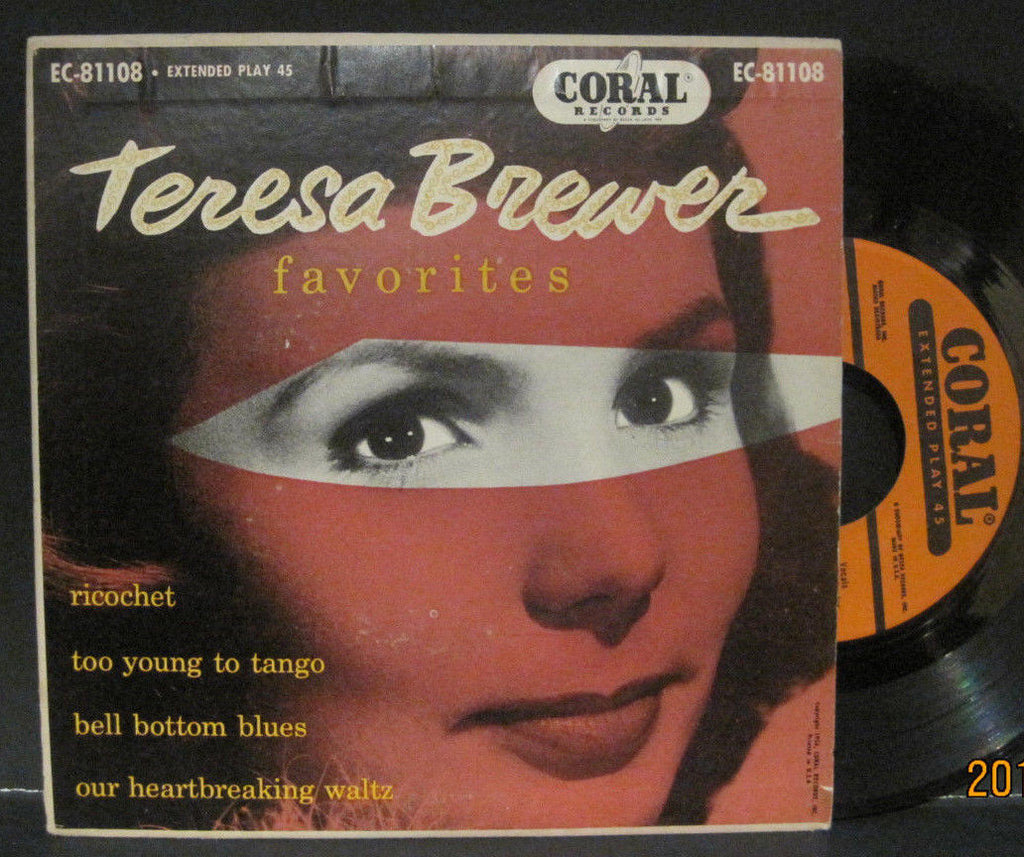 EC-81108 • EXTENDED PLAY 45
CORAL®
RECORDS
EC-81108
Teresa Brewer
favorites
ricochet
too young to tango
bell bottom blues
our heartbreaking waltz
CORAL®
EXTENDED PLAY 45
Vocals
201